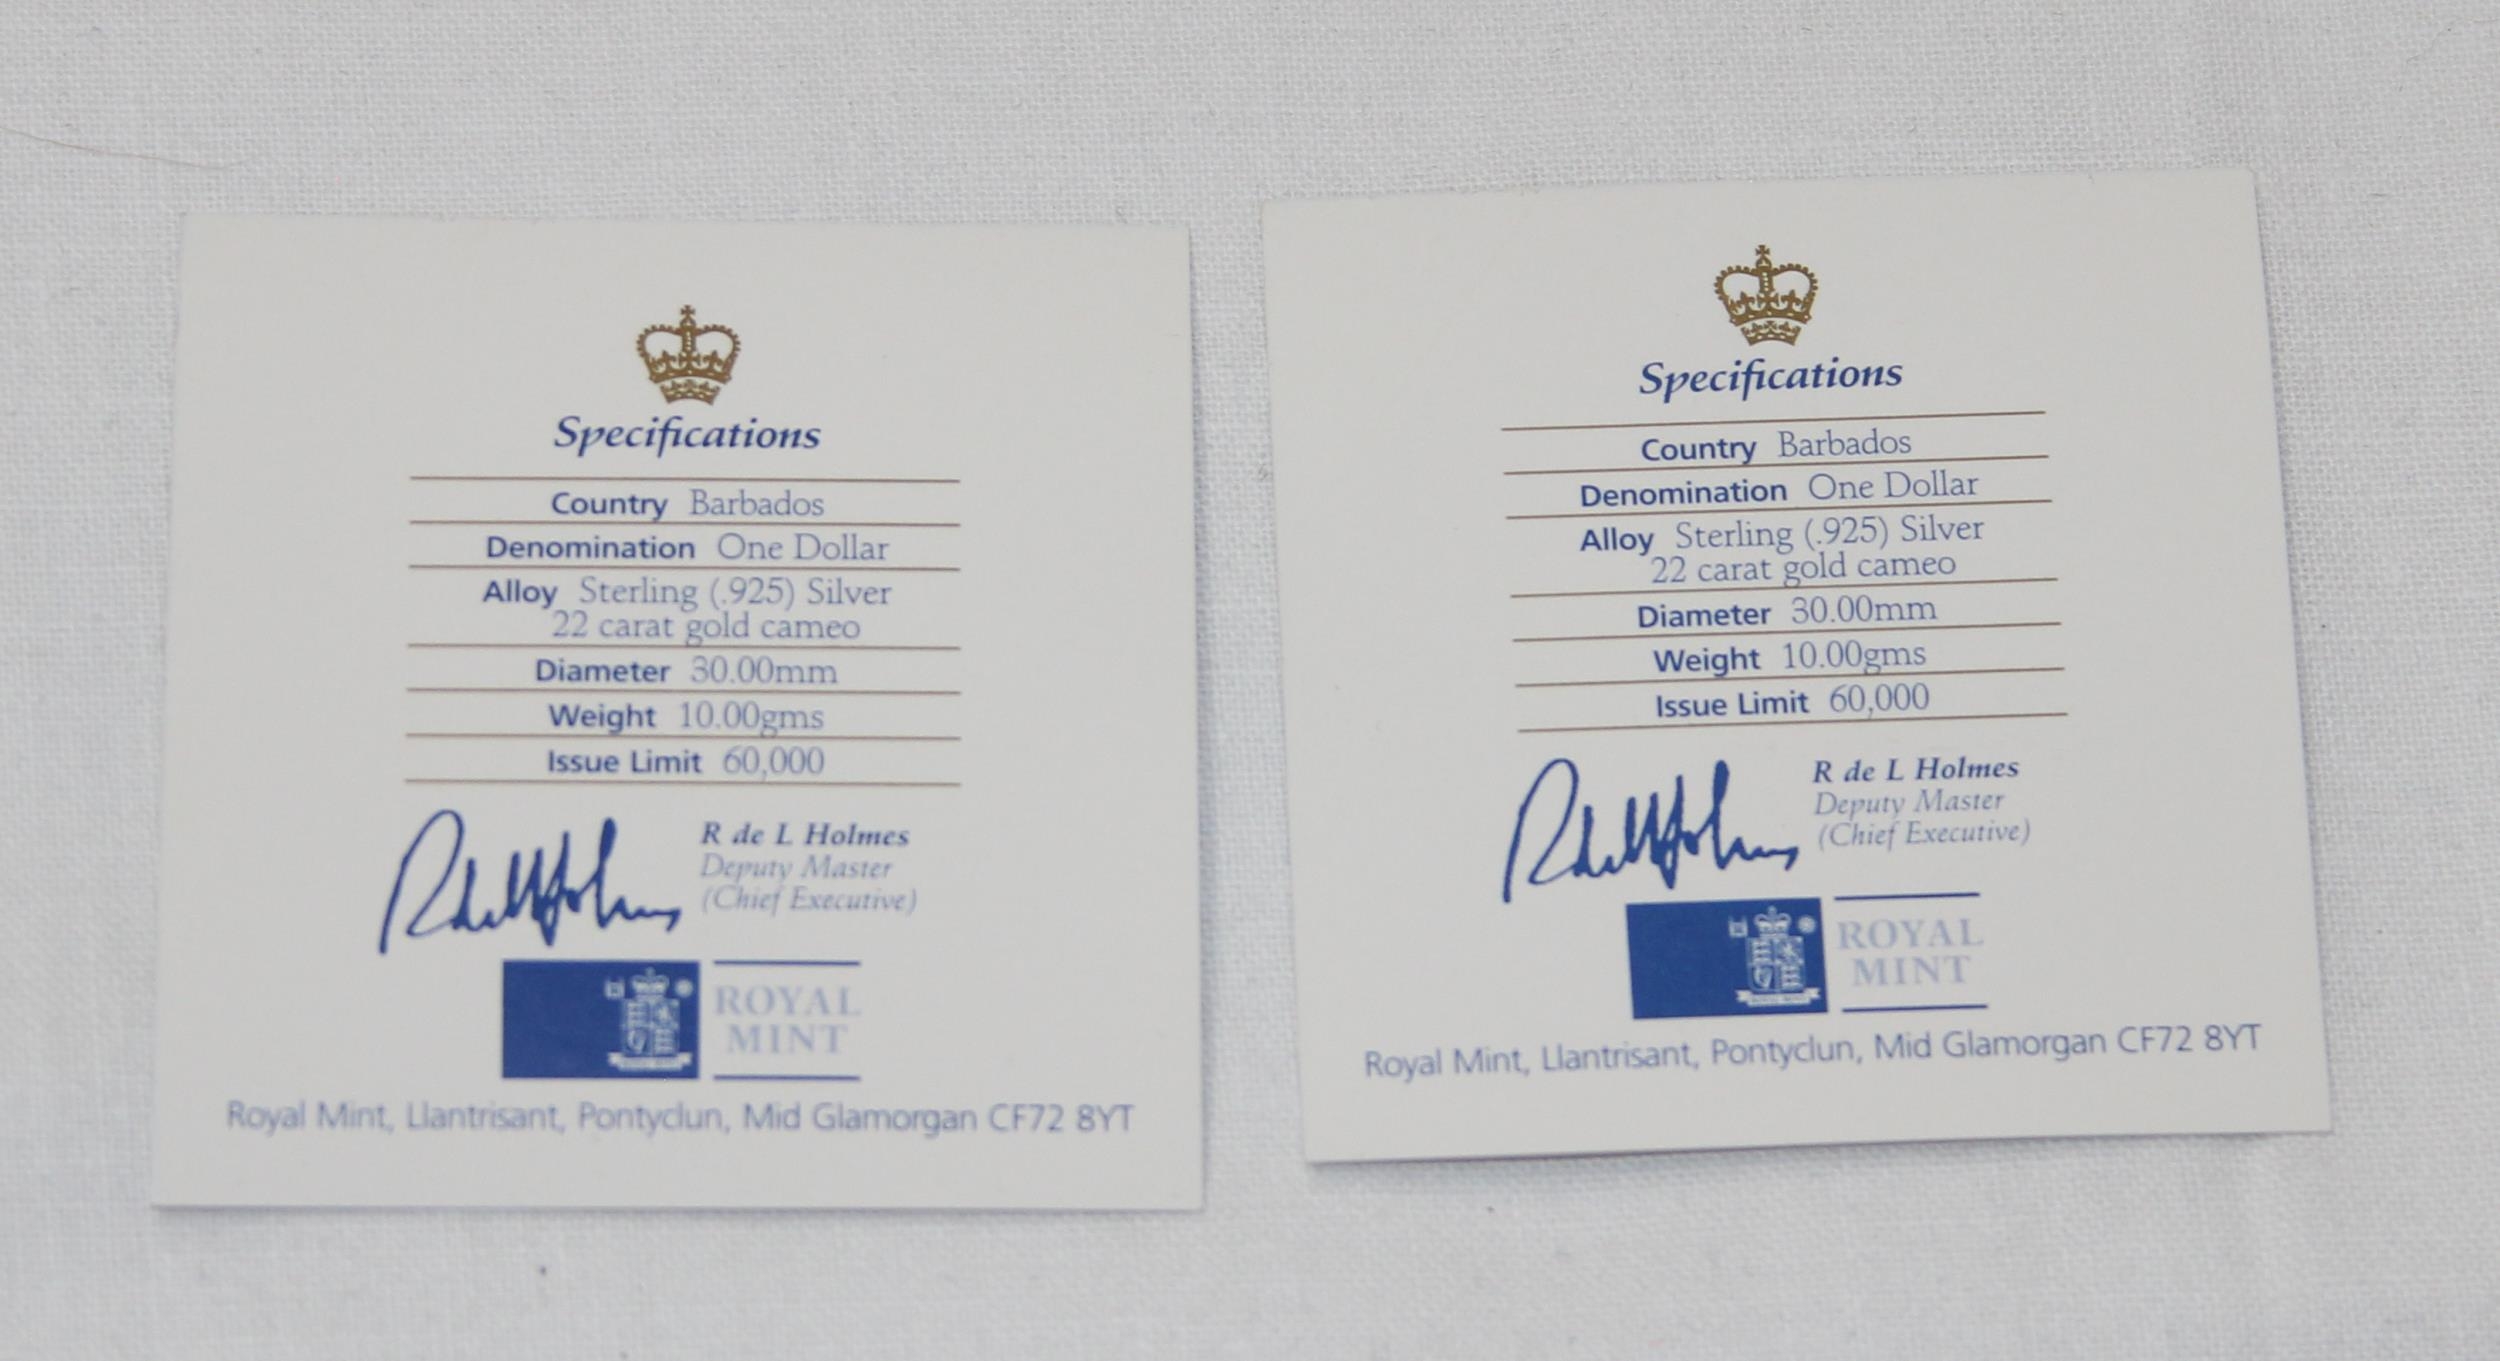 Specifications
Country Barbados
Denomination One Dollar
Alloy Sterling (.925) Silver
22 carat gold cameo
Diameter 30.00mm
Weight 10.00gms
Issue Limit 60,000
R de L Holmes
Deputy Master
(Chief Executive)
ROYAL
MINT
Royal Mint, Llantrisant, Pontyclun, Mid Glamorgan CF72 8YT
Specifications
Country Barbados
Denomination One Dollar
Alloy Sterling (.925) Silver
22 carat gold cameo
Diameter 30.00mm
Weight 10.00gms
Issue Limit 60,000
R de L Holmes
Deputy Master
(Chief Executive)
ROYAL
MINT
Royal Mint, Llantrisant, Pontyclun, Mid Glamorgan CF72 8YT